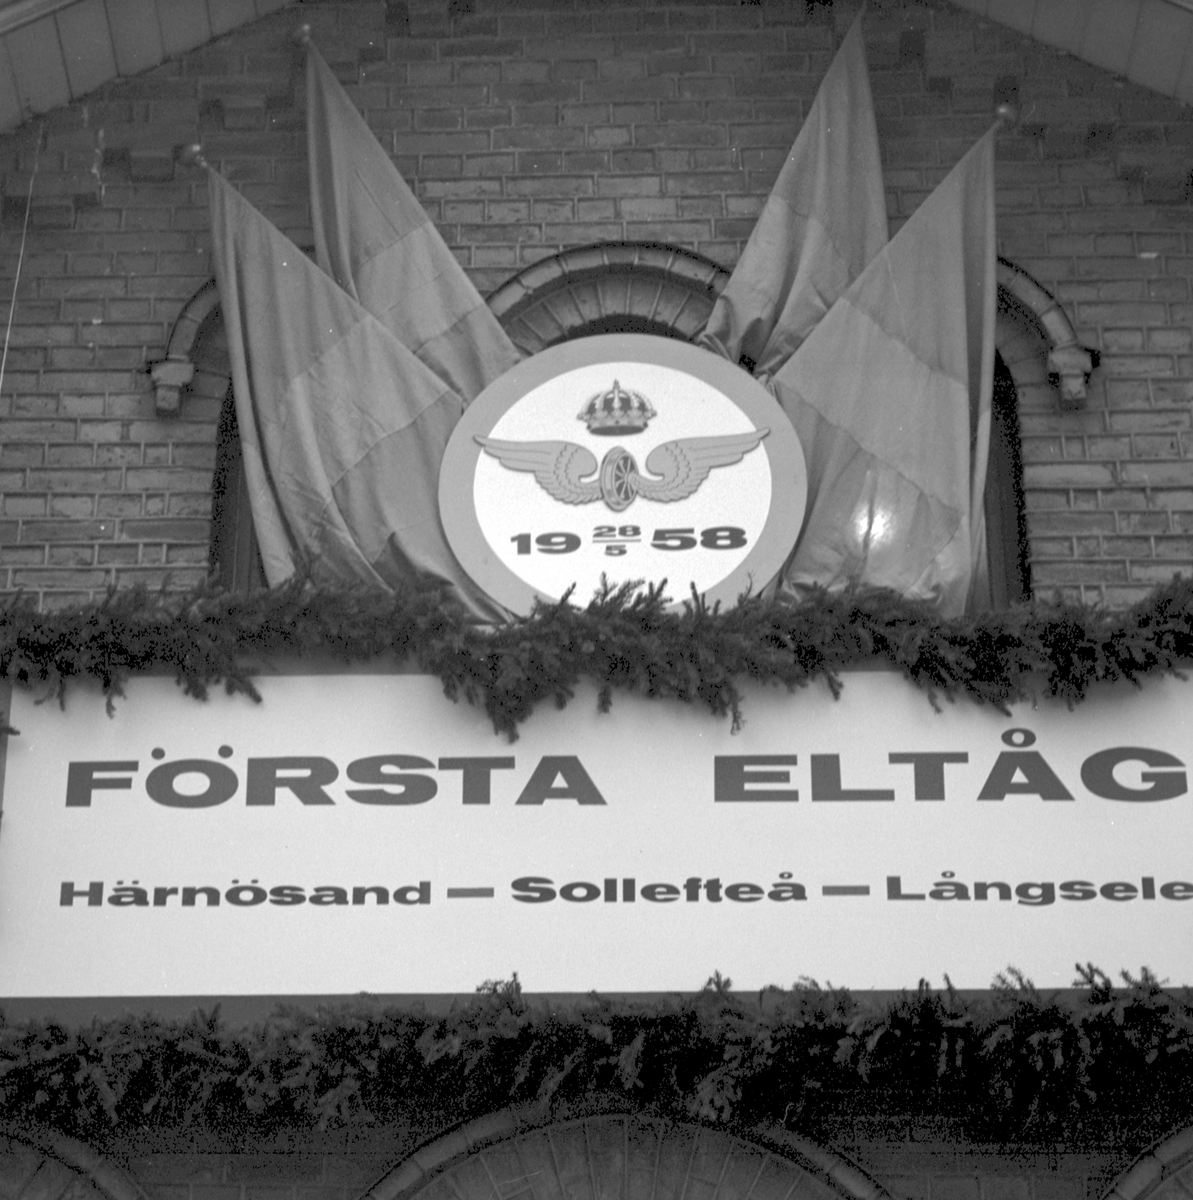 19 28/5 58
FÖRSTA ELTÅG
Härnösand — Sollefteå — Långsele